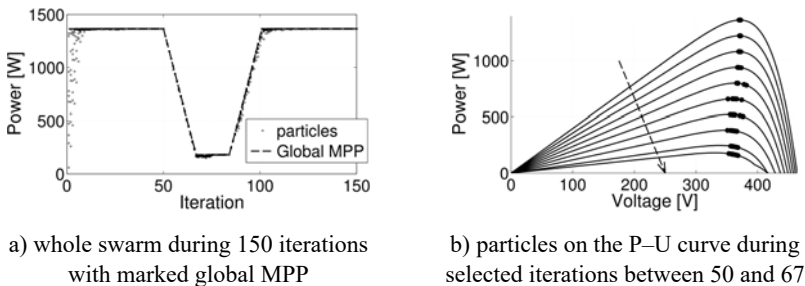 1500
1000
500
0
Power [W]
particles
Global MPP
0 50 100 150
Iteration
1000
500
0
Power [W]
0 100 200 300 400
Voltage [V]
a) whole swarm during 150 iterations
with marked global MPP
b) particles on the P–U curve during
selected iterations between 50 and 67